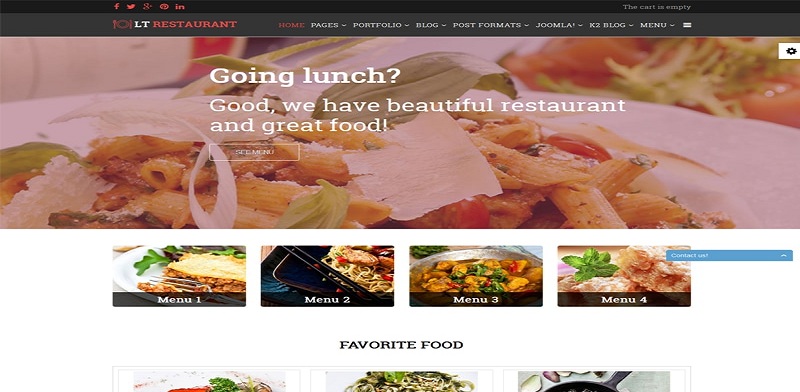 The cart is empty
LT RESTAURANT
HOME PAGES PORTFOLIO BLOG POST FORMATS JOOMLA! K2 BLOG MENU
Going lunch?
Good, we have beautiful restaurant
and great food!
SEE MENU
Contact us!
Menu 1 Menu 2 Menu 3 Menu 4
FAVORITE FOOD